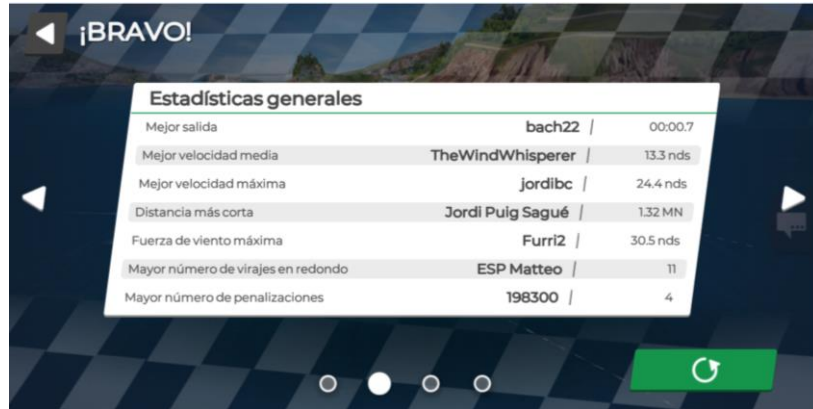 ¡BRAVO!
Estadísticas generales
Mejor salida bach22 | 00:00.7
Mejor velocidad media TheWindWhisperer | 13.3 nds
Mejor velocidad máxima jordibc | 24.4 nds
Distancia más corta Jordi Puig Sagué | 1.32 MN
Fuerza de viento máxima Furri2 | 30.5 nds
Mayor número de virajes en redondo ESP Matteo | 11
Mayor número de penalizaciones 198300 | 4